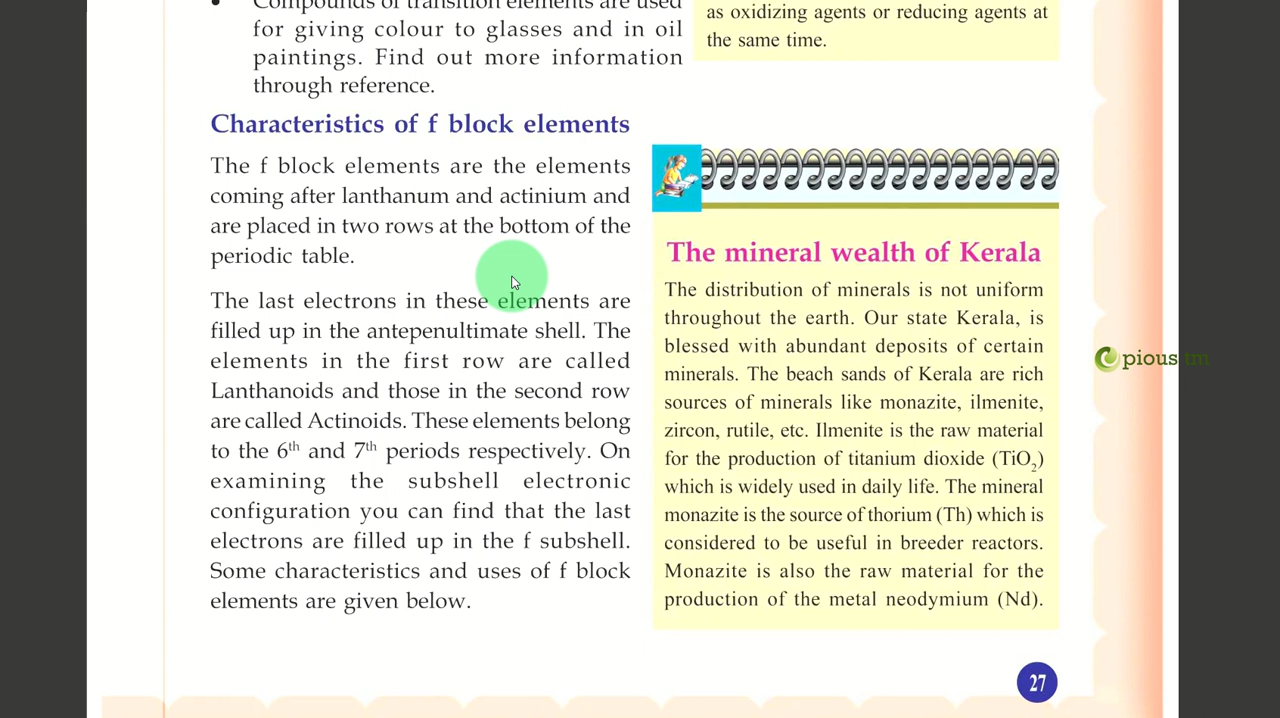 • Compounds of transition elements are used
for giving colour to glasses and in oil
paintings. Find out more information
through reference.
as oxidizing agents or reducing agents at
the same time.
Characteristics of f block elements
The f block elements are the elements
coming after lanthanum and actinium and
are placed in two rows at the bottom of the
periodic table.
The last electrons in these elements are
filled up in the antepenultimate shell. The
elements in the first row are called
Lanthanoids and those in the second row
are called Actinoids. These elements belong
to the 6th and 7th periods respectively. On
examining the subshell electronic
configuration you can find that the last
electrons are filled up in the f subshell.
Some characteristics and uses of f block
elements are given below.
The mineral wealth of Kerala
The distribution of minerals is not uniform
throughout the earth. Our state Kerala, is
blessed with abundant deposits of certain
minerals. The beach sands of Kerala are rich
sources of minerals like monazite, ilmenite,
zircon, rutile, etc. Ilmenite is the raw material
for the production of titanium dioxide (TiO₂)
which is widely used in daily life. The mineral
monazite is the source of thorium (Th) which is
considered to be useful in breeder reactors.
Monazite is also the raw material for the
production of the metal neodymium (Nd).
pious tm
27